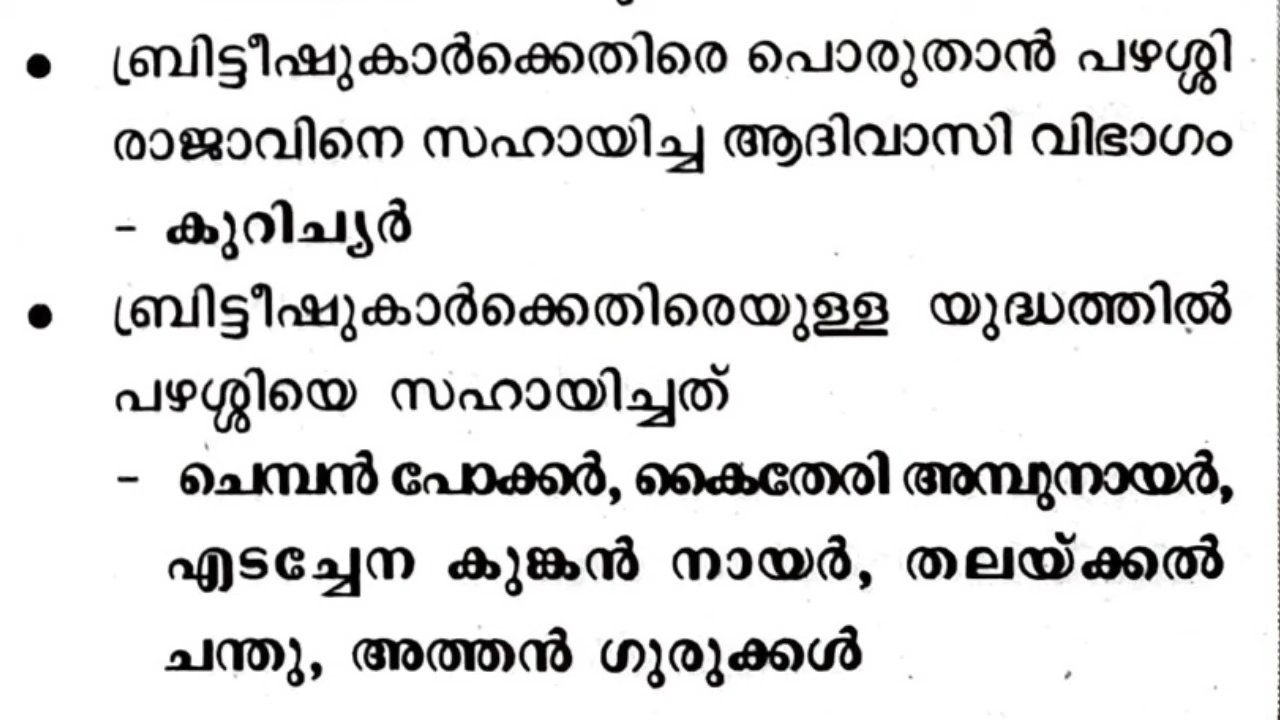 ● ബ്രിട്ടീഷുകാർക്കെതിരെ പൊരുതാൻ പഴശ്ശി
രാജാവിനെ സഹായിച്ച ആദിവാസി വിഭാഗം
- കുറിച്യർ
● ബ്രിട്ടീഷുകാർക്കെതിരെയുള്ള യുദ്ധത്തിൽ
പഴശ്ശിയെ സഹായിച്ചത്
- ചെമ്പൻ പോക്കർ, കൈതേരി അമ്പുനായർ,
എടച്ചേന കുങ്കൻ നായർ, തലയ്ക്കൽ
ചന്തു, അത്തൻ ഗുരുക്കൾ